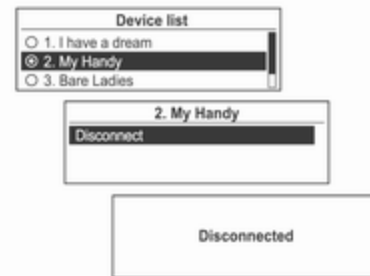 Device list
1. I have a dream
2. My Handy
3. Bare Ladies
2. My Handy
Disconnect
Disconnected